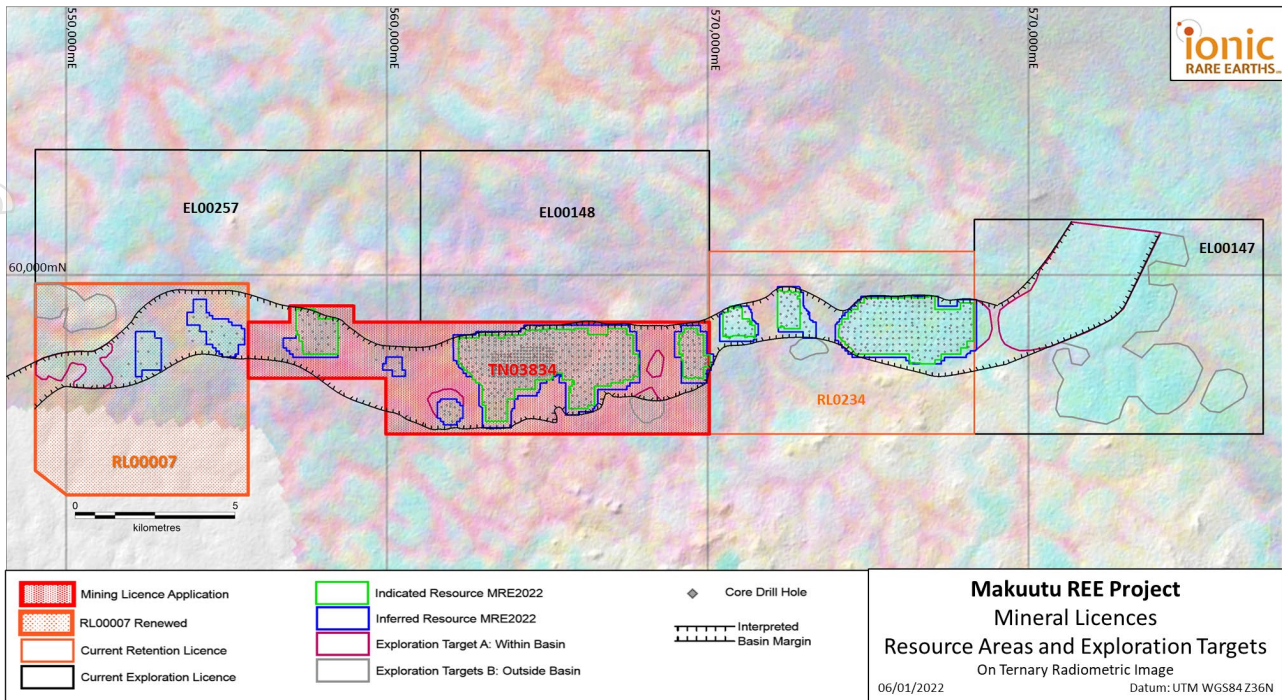 550,000mE
560,000mE
570,000mE
570,000mE
ionic
RARE EARTHS
EL00257
EL00148
EL00147
60,000mN
TN03834
RL0234
RL00007
0 5
kilometres
Mining Licence Application
RL00007 Renewed
Current Retention Licence
Current Exploration Licence
Indicated Resource MRE2022
Inferred Resource MRE2022
Exploration Target A: Within Basin
Exploration Targets B: Outside Basin
Core Drill Hole
Interpreted
Basin Margin
Makuutu REE Project
Mineral Licences
Resource Areas and Exploration Targets
On Ternary Radiometric Image
06/01/2022 Datum: UTM WGS84 Z36N